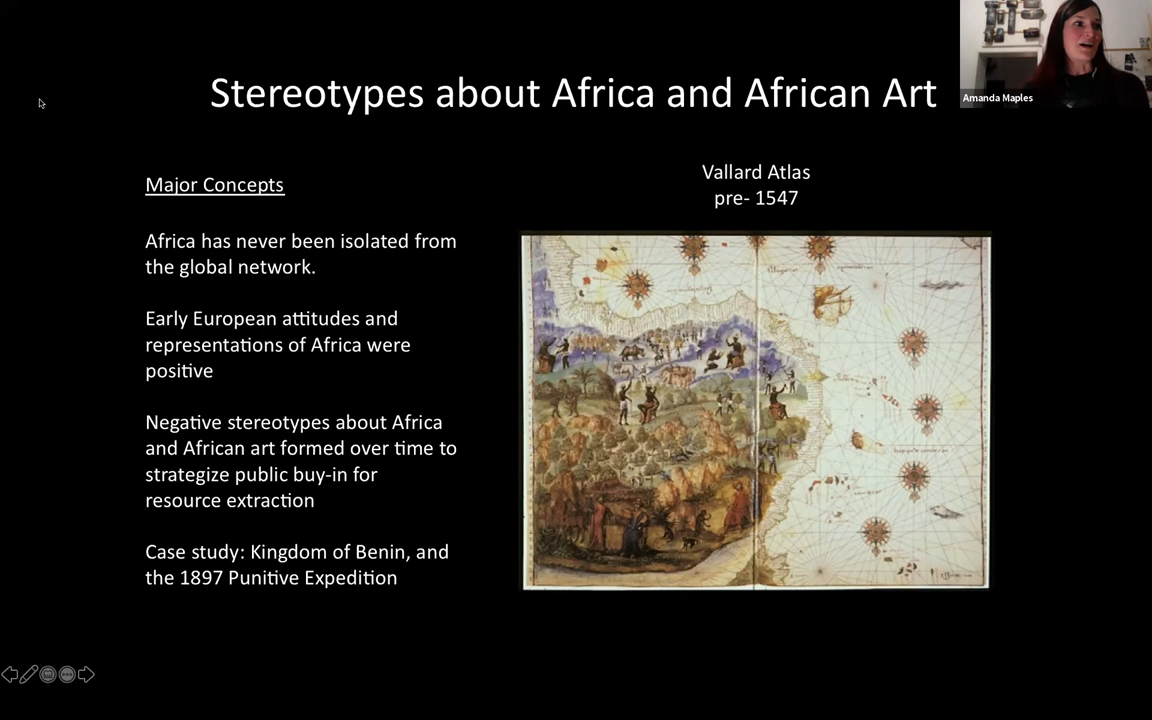 Stereotypes about Africa and African Art
Amanda Maples
Major Concepts
Africa has never been isolated from
the global network.
Early European attitudes and
representations of Africa were
positive
Negative stereotypes about Africa
and African art formed over time to
strategize public buy-in for
resource extraction
Case study: Kingdom of Benin, and
the 1897 Punitive Expedition
Vallard Atlas
pre- 1547